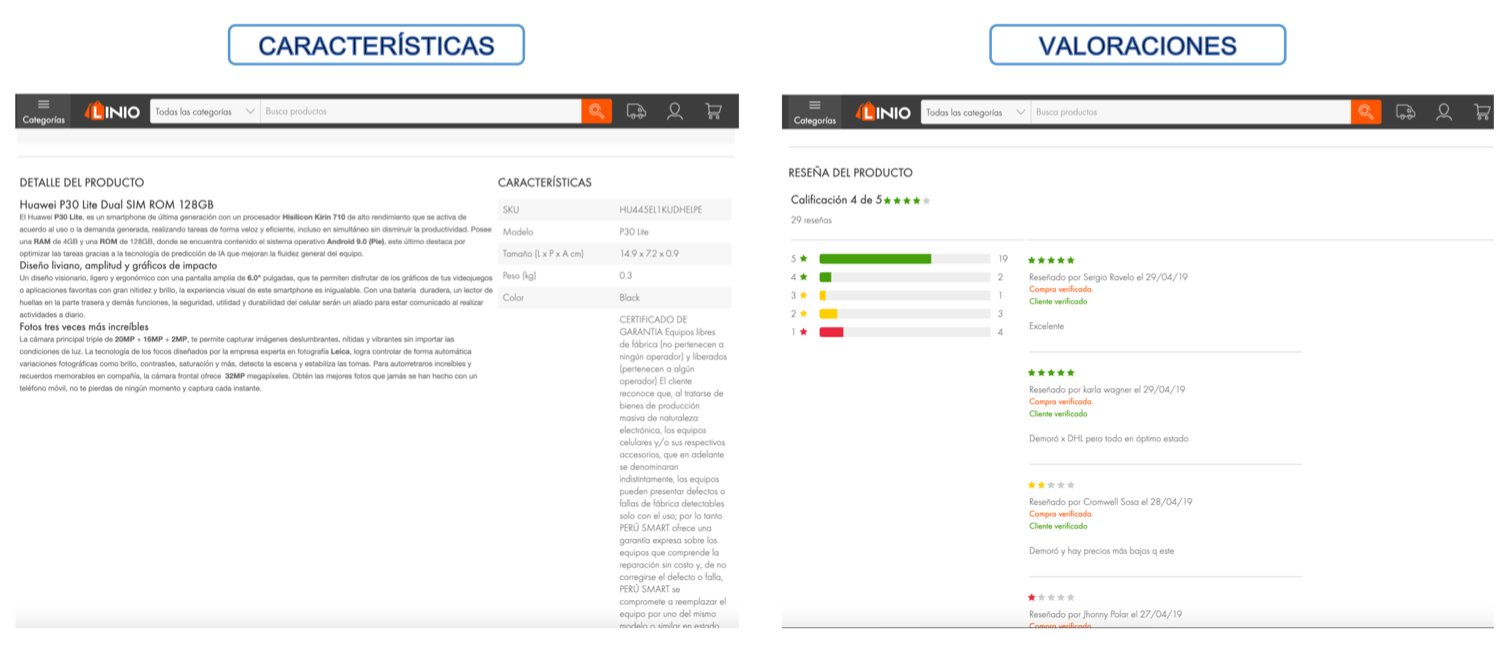 CARACTERÍSTICAS
Categorías
LINIO
Todas las categorías
Busca productos
DETALLE DEL PRODUCTO
Huawei P30 Lite Dual SIM ROM 128GB
El Huawei P30 Lite, es un smartphone de última generación con un procesador Hisilicon Kirin 710 de alto rendimiento que se activa de
acuerdo al uso o la demanda generada, realizando tareas de forma veloz y eficiente, incluso en simultáneo sin disminuir la productividad. Posee
una RAM de 4GB y una ROM de 128GB, donde se encuentra contenido el sistema operativo Android 9.0 (Pie), este último destaca por
optimizar las tareas gracias a la tecnología de predicción de IA que mejoran la fluidez general del equipo.
Diseño liviano, amplitud y gráficos de impacto
Un diseño visionario, ligero y ergonómico con una pantalla amplia de 6.0" pulgadas, que te permiten disfrutar de los gráficos de tus videojuegos
o aplicaciones favoritas con gran nitidez y brillo, la experiencia visual de este smartphone es inigualable. Con una batería duradera, un lector de
huellas en la parte trasera y demás funciones, la seguridad, utilidad y durabilidad del celular serán un aliado para estar comunicado al realizar
actividades a diario.
Fotos tres veces más increíbles
La cámara principal triple de 20MP + 16MP + 2MP, te permite capturar imágenes deslumbrantes, nítidas y vibrantes sin importar las
condiciones de luz. La tecnología de los focos diseñados por la empresa experta en fotografía Leica, logra controlar de forma automática
variaciones fotográficas como brillo, contrastes, saturación y más, detecta la escena y estabiliza las tomas. Para autorretraros increíbles y
recuerdos memorables en compañía, la cámara frontal ofrece 32MP megapíxeles. Obtén las mejores fotos que jamás se han hecho con un
teléfono móvil, no te pierdas de ningún momento y captura cada instante.
CARACTERÍSTICAS
SKU HU445EL1KUDHELPE
Modelo P30 Lite
Tamaño (L x P x A cm) 14.9 x 7.2 x 0.9
Peso (kg) 0.3
Color Black
CERTIFICADO DE
GARANTIA Equipos libres
de fábrica (no pertenecen a
ningún operador) y liberados
(pertenecen a algún
operador) El cliente
reconoce que, al tratarse de
bienes de producción
masiva de naturaleza
electrónica, los equipos
celulares y/o sus respectivos
accesorios, que en adelante
se denominaran
indistintamente, los equipos
pueden presentar defectos o
fallas de fábrica detectables
solo con el uso; por lo tanto
PERÚ SMART ofrece una
garantía expresa sobre los
equipos que comprende la
reparación sin costo y, de no
corregirse el defecto o falla,
PERÚ SMART se
compromete a reemplazar el
equipo por uno del mismo
modelo o similar en estado
VALORACIONES
Categorías
LINIO
Todas las categorías
Busca productos
RESEÑA DEL PRODUCTO
Calificación 4 de 5
29 reseñas
5 19
4 2
3 1
2 3
1 4
Reseñado por Sergio Ravelo el 29/04/19
Compra verificada.
Cliente verificado
Excelente
Reseñado por karla wagner el 29/04/19
Compra verificada.
Cliente verificado
Demoró x DHL pero todo en óptimo estado
Reseñado por Cromwell Sosa el 28/04/19
Compra verificada.
Cliente verificado
Demoró y hay precios más bajos q este
Reseñado por Jhonny Polar el 27/04/19
Compra verificada.